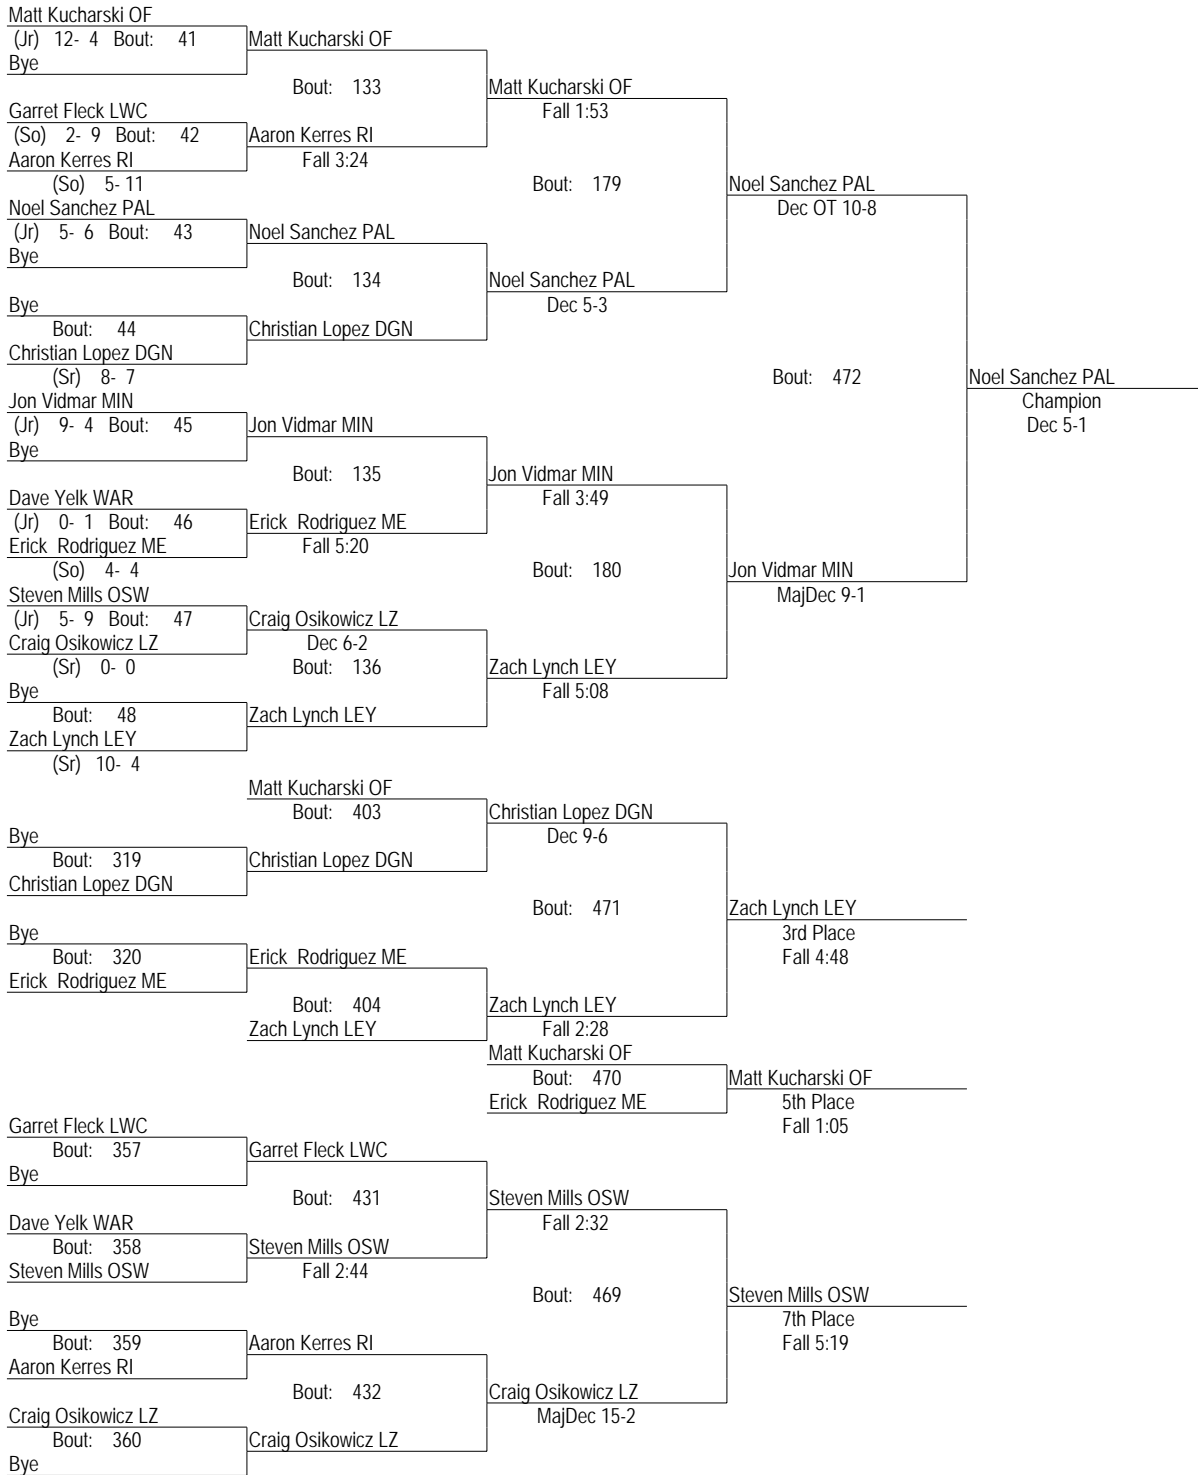 Matt Kucharski OF
(Jr) 12- 4 Bout: 41 Matt Kucharski OF
Bye
Bout: 133 Matt Kucharski OF
Garret Fleck LWC Fall 1:53
(So) 2- 9 Bout: 42 Aaron Kerres RI
Aaron Kerres RI Fall 3:24
(So) 5- 11 Bout: 179 Noel Sanchez PAL
Noel Sanchez PAL Dec OT 10-8
(Jr) 5- 6 Bout: 43 Noel Sanchez PAL
Bye
Bout: 134 Noel Sanchez PAL
Bye Dec 5-3
Bout: 44 Christian Lopez DGN
Christian Lopez DGN
(Sr) 8- 7 Bout: 472 Noel Sanchez PAL
Jon Vidmar MIN Champion
(Jr) 9- 4 Bout: 45 Jon Vidmar MIN Dec 5-1
Bye
Bout: 135 Jon Vidmar MIN
Dave Yelk WAR Fall 3:49
(Jr) 0- 1 Bout: 46 Erick Rodriguez ME
Erick Rodriguez ME Fall 5:20
(So) 4- 4 Bout: 180 Jon Vidmar MIN
Steven Mills OSW MajDec 9-1
(Jr) 5- 9 Bout: 47 Craig Osikowicz LZ
Craig Osikowicz LZ Dec 6-2
(Sr) 0- 0 Bout: 136 Zach Lynch LEY
Bye Fall 5:08
Bout: 48 Zach Lynch LEY
Zach Lynch LEY
(Sr) 10- 4
Matt Kucharski OF
Bout: 403 Christian Lopez DGN
Bye Dec 9-6
Bout: 319 Christian Lopez DGN
Christian Lopez DGN
Bout: 471 Zach Lynch LEY
Bye 3rd Place
Bout: 320 Erick Rodriguez ME Fall 4:48
Erick Rodriguez ME
Bout: 404 Zach Lynch LEY
Zach Lynch LEY Fall 2:28
Matt Kucharski OF
Bout: 470 Matt Kucharski OF
Erick Rodriguez ME 5th Place
Garret Fleck LWC Fall 1:05
Bout: 357 Garret Fleck LWC
Bye
Bout: 431 Steven Mills OSW
Dave Yelk WAR Fall 2:32
Bout: 358 Steven Mills OSW
Steven Mills OSW Fall 2:44
Bout: 469 Steven Mills OSW
Bye 7th Place
Bout: 359 Aaron Kerres RI Fall 5:19
Aaron Kerres RI
Bout: 432 Craig Osikowicz LZ
Craig Osikowicz LZ MajDec 15-2
Bout: 360 Craig Osikowicz LZ
Bye